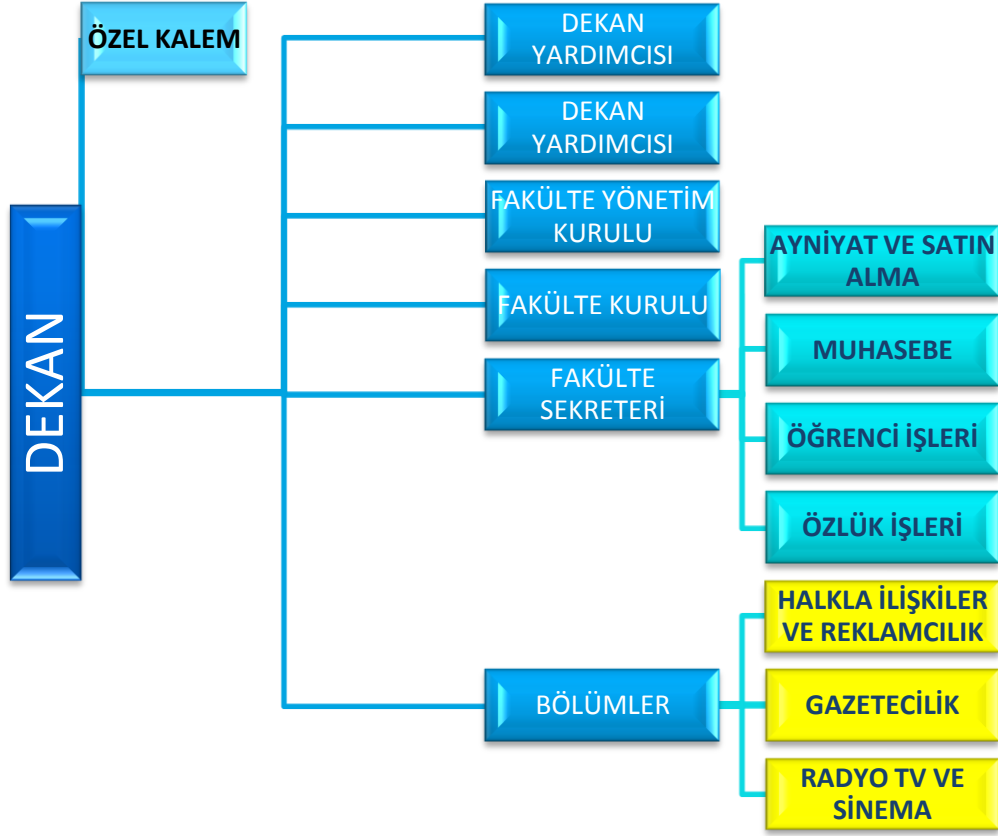 ÖZEL KALEM
DEKAN
DEKAN
YARDIMCISI
DEKAN
YARDIMCISI
FAKÜLTE YÖNETİM
KURULU
FAKÜLTE KURULU
FAKÜLTE
SEKRETERİ
AYNİYAT VE SATIN
ALMA
MUHASEBE
ÖĞRENCİ İŞLERİ
ÖZLÜK İŞLERİ
BÖLÜMLER
HALKLA İLİŞKİLER
VE REKLAMCILIK
GAZETECİLİK
RADYO TV VE
SİNEMA